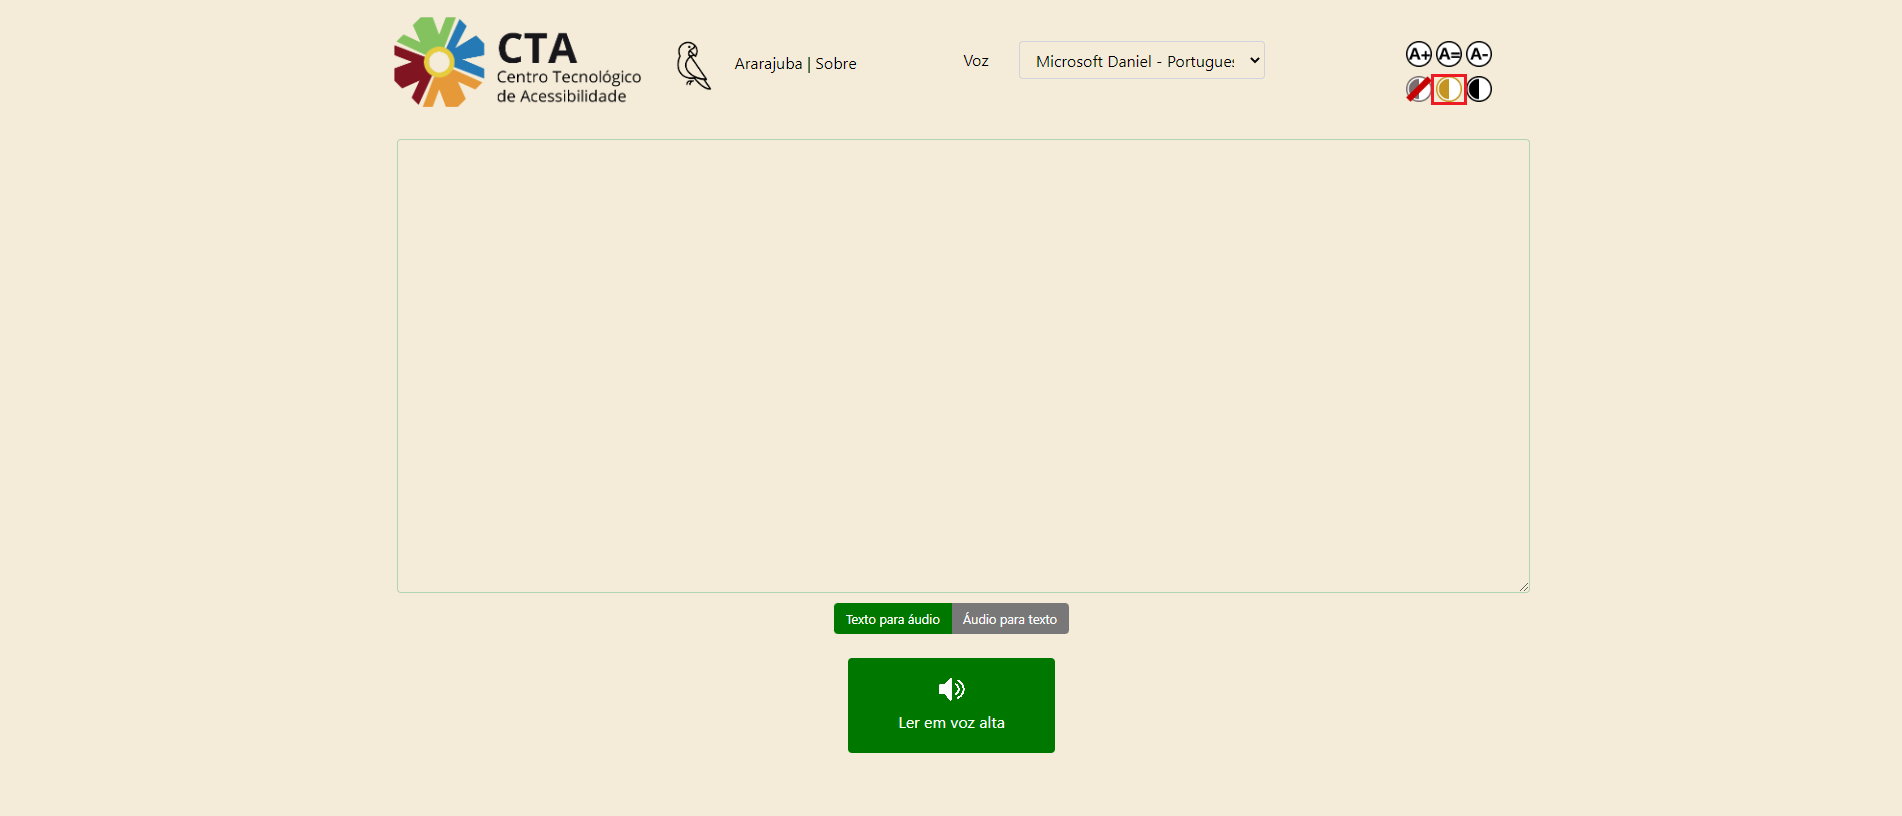 CTA
Centro Tecnológico
de Acessibilidade
Ararajuba | Sobre
Voz
Microsoft Daniel - Portugues
A+ A= A-
Texto para áudio
Áudio para texto
Ler em voz alta